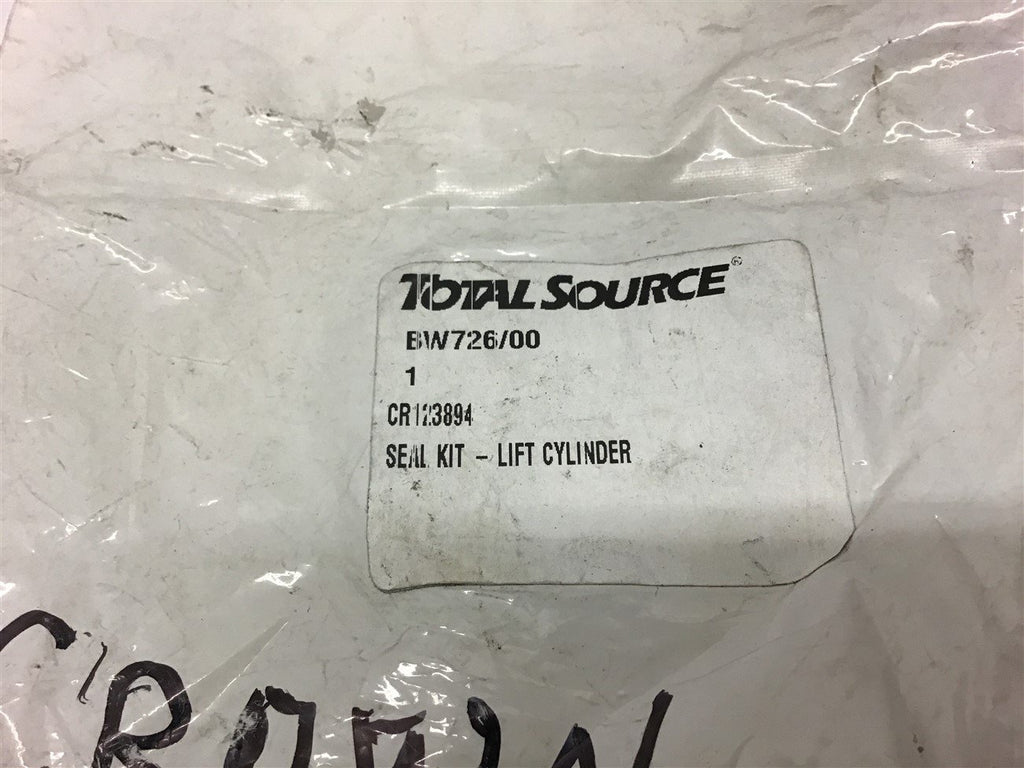 TOTAL SOURCE®
BW726/00
1
CR123894
SEAL KIT - LIFT CYLINDER
CROWN